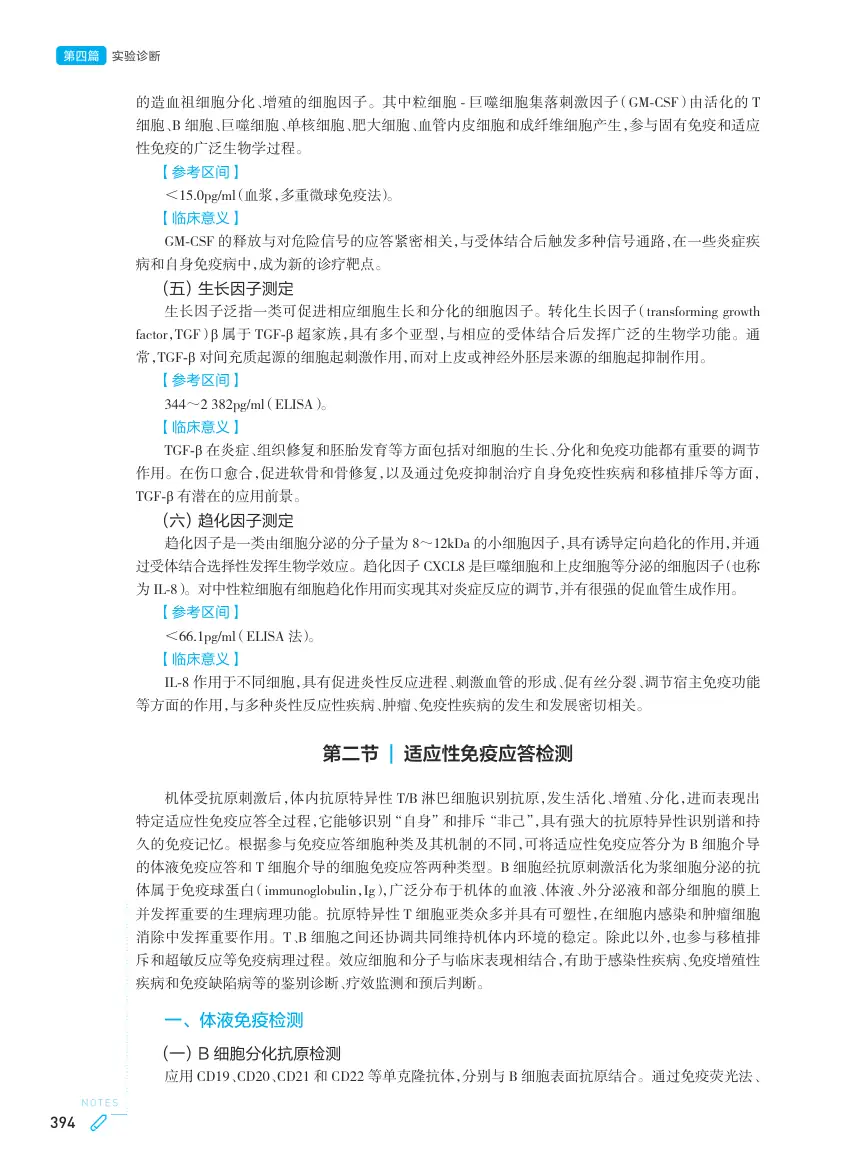 第四篇 实验诊断
的造血祖细胞分化、增殖的细胞因子。其中粒细胞 - 巨噬细胞集落刺激因子（GM-CSF）由活化的 T
细胞、B 细胞、巨噬细胞、单核细胞、肥大细胞、血管内皮细胞和成纤维细胞产生，参与固有免疫和适应
性免疫的广泛生物学过程。
【参考区间】
＜15.0pg/ml（血浆，多重微球免疫法）。
【临床意义】
GM-CSF 的释放与对危险信号的应答紧密相关，与受体结合后触发多种信号通路，在一些炎症疾
病和自身免疫病中，成为新的诊疗靶点。
（五）生长因子测定
生长因子泛指一类可促进相应细胞生长和分化的细胞因子。转化生长因子（transforming growth
factor，TGF）β 属于 TGF-β 超家族，具有多个亚型，与相应的受体结合后发挥广泛的生物学功能。通
常，TGF-β 对间充质起源的细胞起刺激作用，而对上皮或神经外胚层来源的细胞起抑制作用。
【参考区间】
344～2 382pg/ml（ELISA）。
【临床意义】
TGF-β 在炎症、组织修复和胚胎发育等方面包括对细胞的生长、分化和免疫功能都有重要的调节
作用。在伤口愈合，促进软骨和骨修复，以及通过免疫抑制治疗自身免疫性疾病和移植排斥等方面，
TGF-β 有潜在的应用前景。
（六）趋化因子测定
趋化因子是一类由细胞分泌的分子量为 8～12kDa 的小细胞因子，具有诱导定向趋化的作用，并通
过受体结合选择性发挥生物学效应。趋化因子 CXCL8 是巨噬细胞和上皮细胞等分泌的细胞因子（也称
为 IL-8）。对中性粒细胞有细胞趋化作用而实现其对炎症反应的调节，并有很强的促血管生成作用。
【参考区间】
＜66.1pg/ml（ELISA 法）。
【临床意义】
IL-8 作用于不同细胞，具有促进炎性反应进程、刺激血管的形成、促有丝分裂、调节宿主免疫功能
等方面的作用，与多种炎性反应性疾病、肿瘤、免疫性疾病的发生和发展密切相关。
第二节 | 适应性免疫应答检测
机体受抗原刺激后，体内抗原特异性 T/B 淋巴细胞识别抗原，发生活化、增殖、分化，进而表现出
特定适应性免疫应答全过程，它能够识别“自身”和排斥“非己”，具有强大的抗原特异性识别谱和持
久的免疫记忆。根据参与免疫应答细胞种类及其机制的不同，可将适应性免疫应答分为 B 细胞介导
的体液免疫应答和 T 细胞介导的细胞免疫应答两种类型。B 细胞经抗原刺激活化为浆细胞分泌的抗
体属于免疫球蛋白（immunoglobulin，Ig），广泛分布于机体的血液、体液、外分泌液和部分细胞的膜上
并发挥重要的生理病理功能。抗原特异性 T 细胞亚类众多并具有可塑性，在细胞内感染和肿瘤细胞
消除中发挥重要作用。T、B 细胞之间还协调共同维持机体内环境的稳定。除此以外，也参与移植排
斥和超敏反应等免疫病理过程。效应细胞和分子与临床表现相结合，有助于感染性疾病、免疫增殖性
疾病和免疫缺陷病等的鉴别诊断、疗效监测和预后判断。
一、体液免疫检测
（一）B 细胞分化抗原检测
应用 CD19、CD20、CD21 和 CD22 等单克隆抗体，分别与 B 细胞表面抗原结合。通过免疫荧光法、
NOTES
394